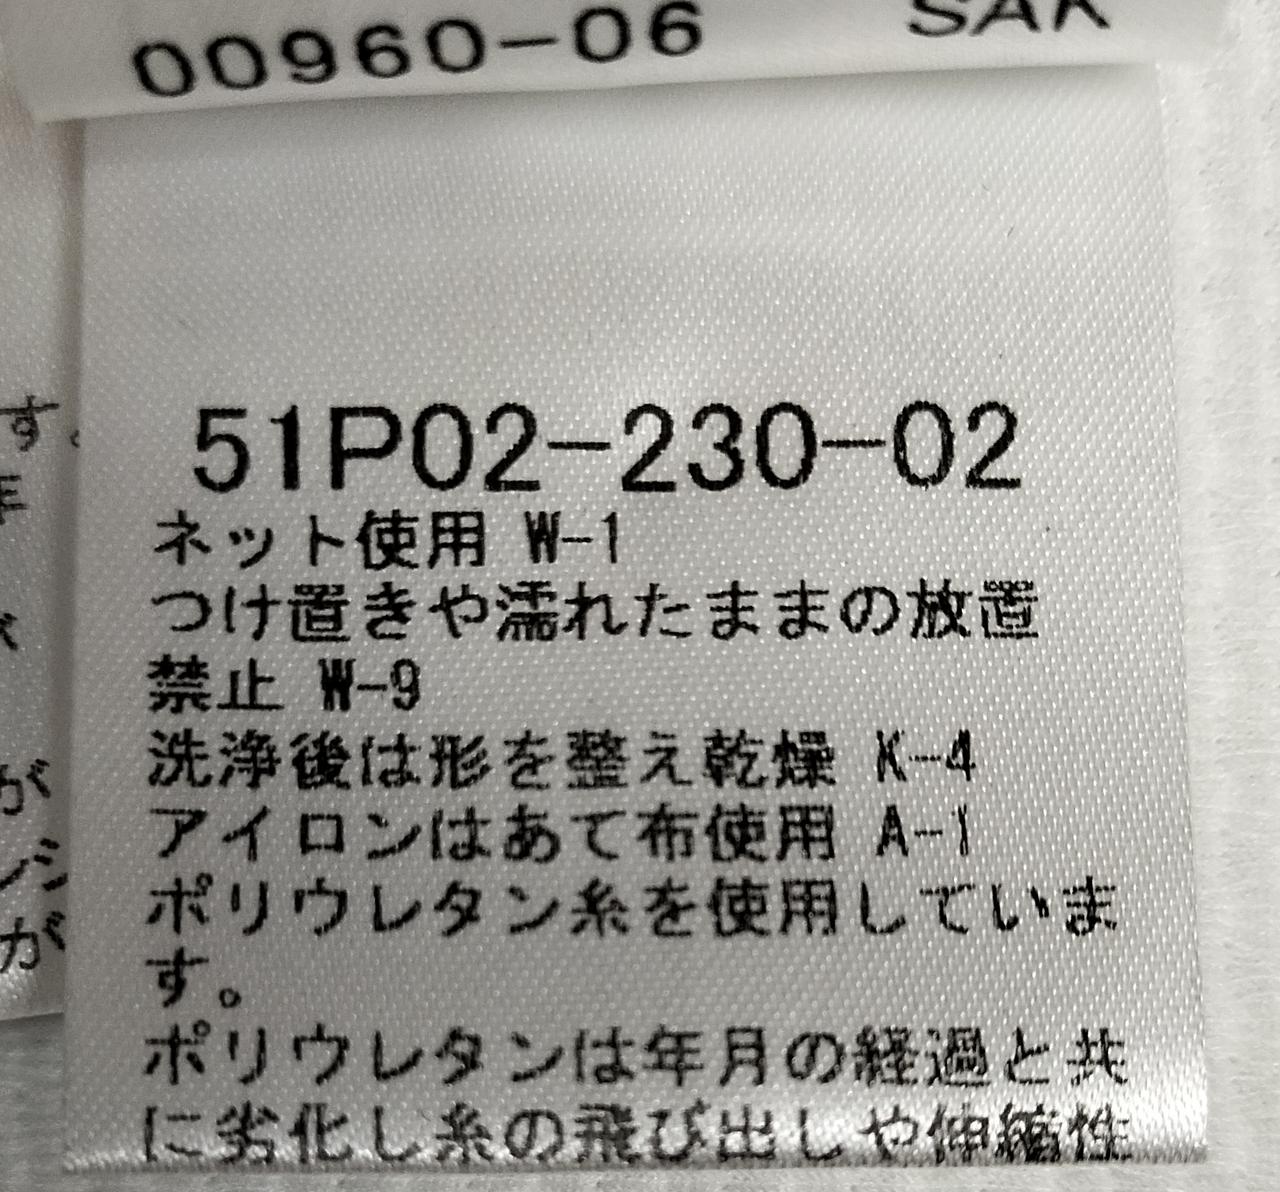 00960-06 SAK
51P02-230-02
ネット使用 W-1
つけ置きや濡れたままの放置
禁止 W-9
洗浄後は形を整え乾燥 K-4
アイロンはあて布使用 A-1
ポリウレタン糸を使用していま
す。
ポリウレタンは年月の経過と共
に劣化し糸の飛び出しや伸縮性
す。
が
が